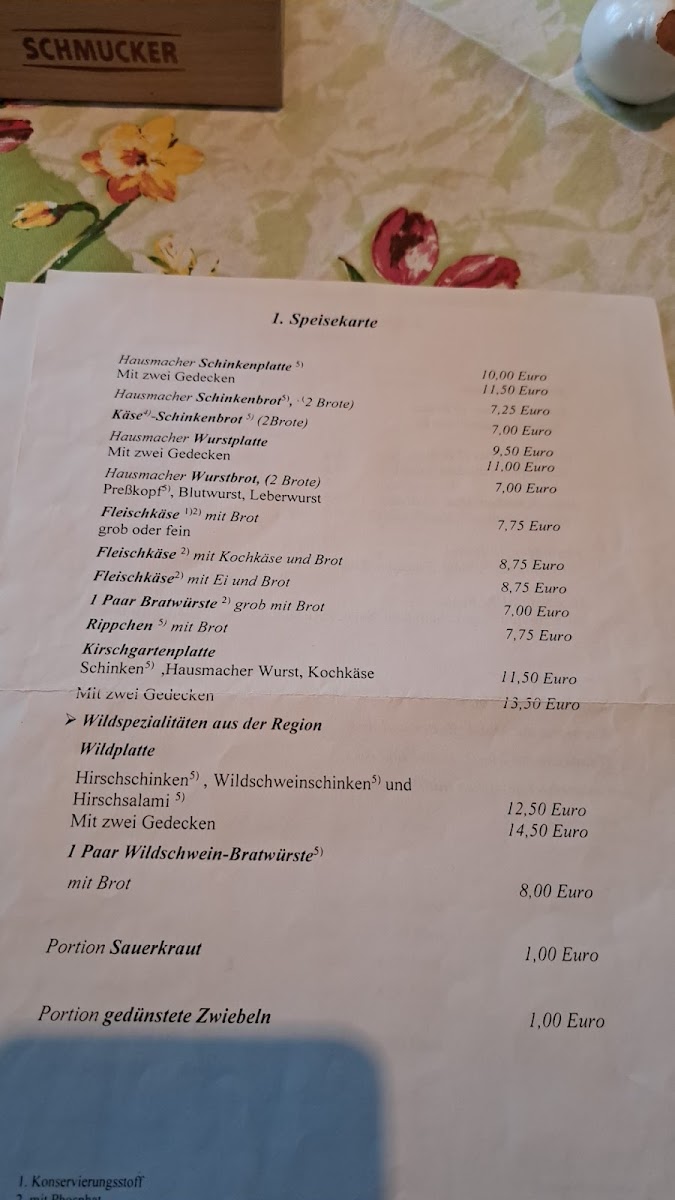 SCHMUCKER
1. Speisekarte
Hausmacher Schinkenplatte 5)
10,00 Euro
Mit zwei Gedecken
11,50 Euro
Hausmacher Schinkenbrot5), (2 Brote)
7,25 Euro
Käse4)-Schinkenbrot 5) (2Brote)
7,00 Euro
Hausmacher Wurstplatte
9,50 Euro
Mit zwei Gedecken
11,00 Euro
Hausmacher Wurstbrot, (2 Brote)
7,00 Euro
Preßkopf5), Blutwurst, Leberwurst
Fleischkäse 1)2) mit Brot
7,75 Euro
grob oder fein
Fleischkäse 2) mit Kochkäse und Brot
8,75 Euro
Fleischkäse2) mit Ei und Brot
8,75 Euro
1 Paar Bratwürste 2) grob mit Brot
7,00 Euro
Rippchen 5) mit Brot
7,75 Euro
Kirschgartenplatte
Schinken5) ,Hausmacher Wurst, Kochkäse
11,50 Euro
Mit zwei Gedecken
13,50 Euro
➢ Wildspezialitäten aus der Region
Wildplatte
Hirschschinken5) , Wildschweinschinken5) und
Hirschsalami 5)
12,50 Euro
Mit zwei Gedecken
14,50 Euro
1 Paar Wildschwein-Bratwürste5)
mit Brot
8,00 Euro
Portion Sauerkraut
1,00 Euro
Portion gedünstete Zwiebeln
1,00 Euro
1. Konservierungsstoff
2. mit Phosphat